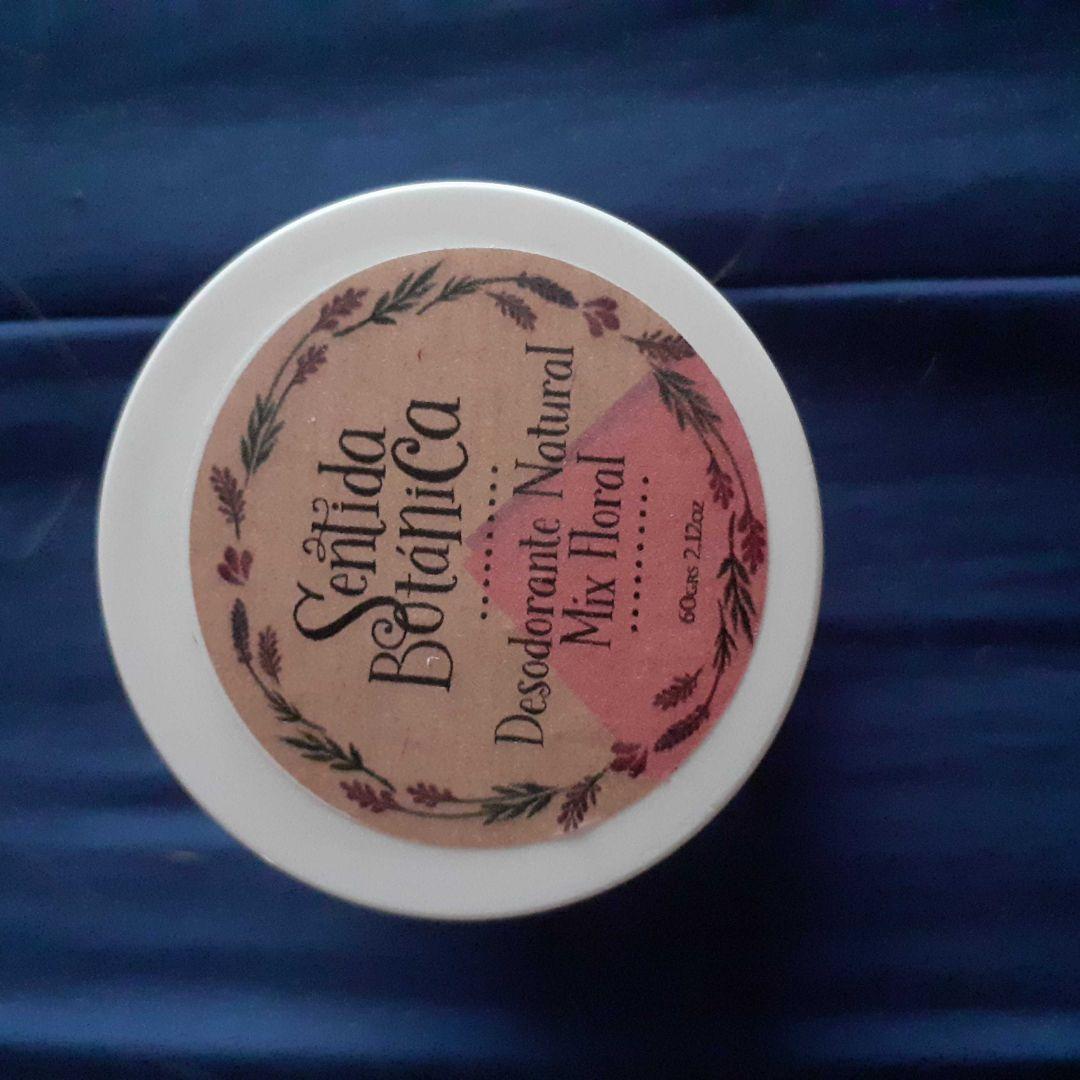 Sentida
BotániCa
Desodorante Natural
Mix Floral
60GRS 2.12oz